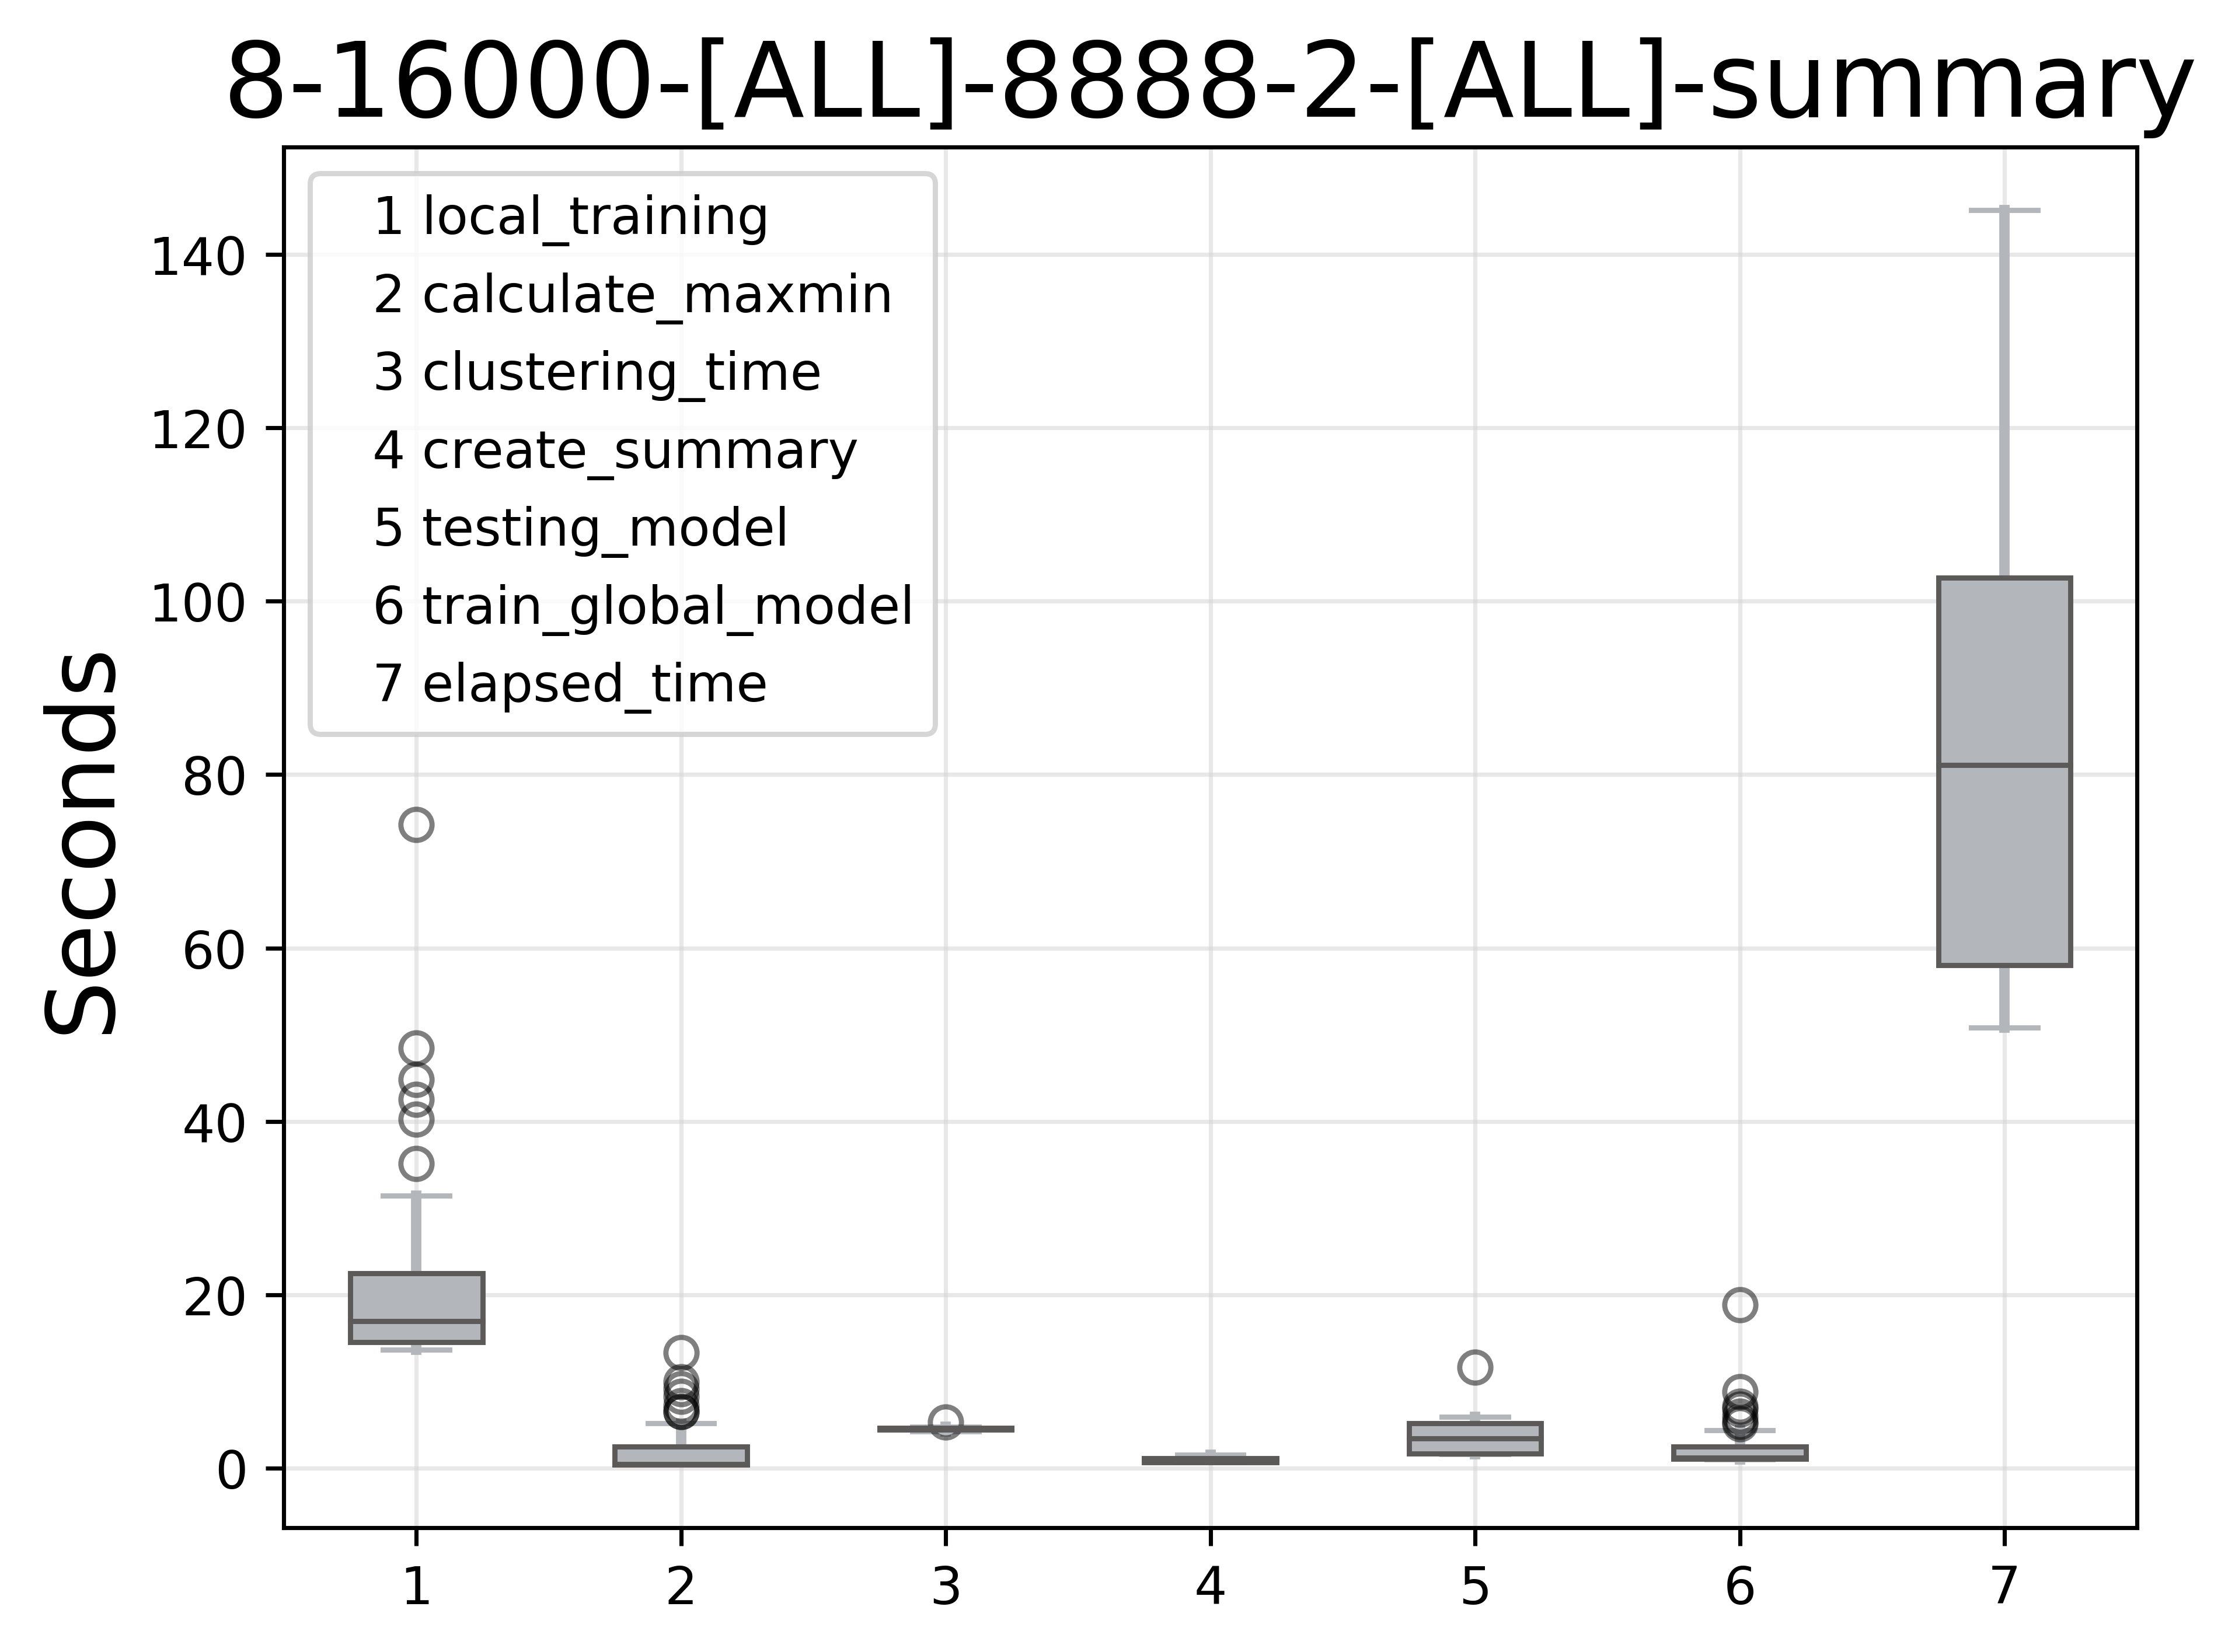 8-16000-[ALL]-8888-2-[ALL]-summary
1 local_training
2 calculate_maxmin
3 clustering_time
4 create_summary
5 testing_model
6 train_global_model
7 elapsed_time
Seconds
140
120
100
80
60
40
20
0
1 2 3 4 5 6 7